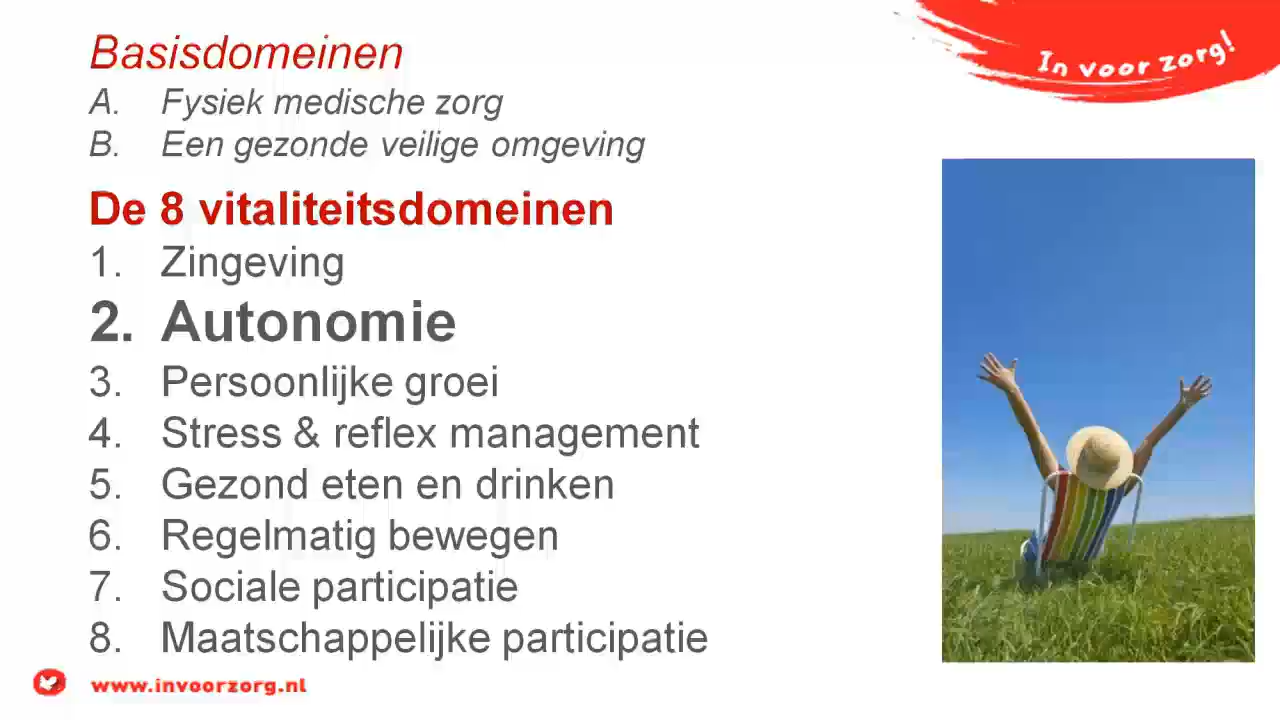 Basisdomeinen
In voor zorg!
A. Fysiek medische zorg
B. Een gezonde veilige omgeving
De 8 vitaliteitsdomeinen
1. Zingeving
2. Autonomie
3. Persoonlijke groei
4. Stress & reflex management
5. Gezond eten en drinken
6. Regelmatig bewegen
7. Sociale participatie
8. Maatschappelijke participatie
www.invoorzorg.nl